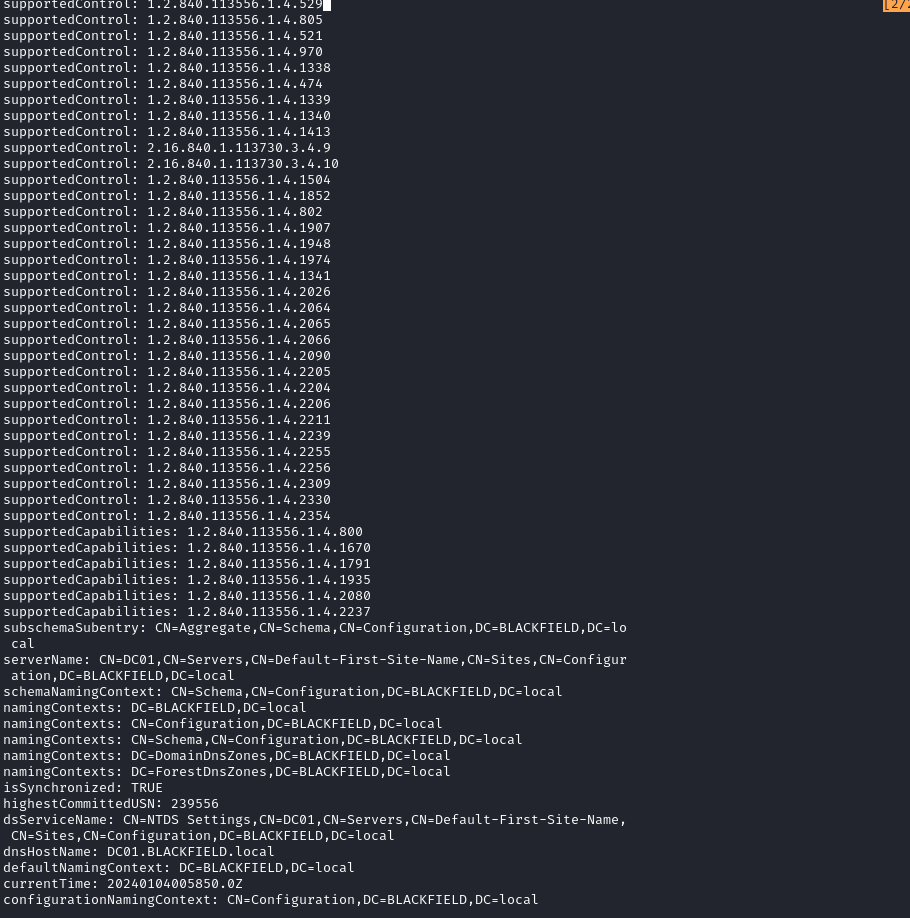 supportedControl: 1.2.840.113556.1.4.529
[2/2
supportedControl: 1.2.840.113556.1.4.805
supportedControl: 1.2.840.113556.1.4.521
supportedControl: 1.2.840.113556.1.4.970
supportedControl: 1.2.840.113556.1.4.1338
supportedControl: 1.2.840.113556.1.4.474
supportedControl: 1.2.840.113556.1.4.1339
supportedControl: 1.2.840.113556.1.4.1340
supportedControl: 1.2.840.113556.1.4.1413
supportedControl: 2.16.840.1.113730.3.4.9
supportedControl: 2.16.840.1.113730.3.4.10
supportedControl: 1.2.840.113556.1.4.1504
supportedControl: 1.2.840.113556.1.4.1852
supportedControl: 1.2.840.113556.1.4.802
supportedControl: 1.2.840.113556.1.4.1907
supportedControl: 1.2.840.113556.1.4.1948
supportedControl: 1.2.840.113556.1.4.1974
supportedControl: 1.2.840.113556.1.4.1341
supportedControl: 1.2.840.113556.1.4.2026
supportedControl: 1.2.840.113556.1.4.2064
supportedControl: 1.2.840.113556.1.4.2065
supportedControl: 1.2.840.113556.1.4.2066
supportedControl: 1.2.840.113556.1.4.2090
supportedControl: 1.2.840.113556.1.4.2205
supportedControl: 1.2.840.113556.1.4.2204
supportedControl: 1.2.840.113556.1.4.2206
supportedControl: 1.2.840.113556.1.4.2211
supportedControl: 1.2.840.113556.1.4.2239
supportedControl: 1.2.840.113556.1.4.2255
supportedControl: 1.2.840.113556.1.4.2256
supportedControl: 1.2.840.113556.1.4.2309
supportedControl: 1.2.840.113556.1.4.2330
supportedControl: 1.2.840.113556.1.4.2354
supportedCapabilities: 1.2.840.113556.1.4.800
supportedCapabilities: 1.2.840.113556.1.4.1670
supportedCapabilities: 1.2.840.113556.1.4.1791
supportedCapabilities: 1.2.840.113556.1.4.1935
supportedCapabilities: 1.2.840.113556.1.4.2080
supportedCapabilities: 1.2.840.113556.1.4.2237
subschemaSubentry: CN=Aggregate,CN=Schema,CN=Configuration,DC=BLACKFIELD,DC=lo
 cal
serverName: CN=DC01,CN=Servers,CN=Default-First-Site-Name,CN=Sites,CN=Configur
 ation,DC=BLACKFIELD,DC=local
schemaNamingContext: CN=Schema,CN=Configuration,DC=BLACKFIELD,DC=local
namingContexts: DC=BLACKFIELD,DC=local
namingContexts: CN=Configuration,DC=BLACKFIELD,DC=local
namingContexts: CN=Schema,CN=Configuration,DC=BLACKFIELD,DC=local
namingContexts: DC=DomainDnsZones,DC=BLACKFIELD,DC=local
namingContexts: DC=ForestDnsZones,DC=BLACKFIELD,DC=local
isSynchronized: TRUE
highestCommittedUSN: 239556
dsServiceName: CN=NTDS Settings,CN=DC01,CN=Servers,CN=Default-First-Site-Name,
 CN=Sites,CN=Configuration,DC=BLACKFIELD,DC=local
dnsHostName: DC01.BLACKFIELD.local
defaultNamingContext: DC=BLACKFIELD,DC=local
currentTime: 20240104005850.0Z
configurationNamingContext: CN=Configuration,DC=BLACKFIELD,DC=local